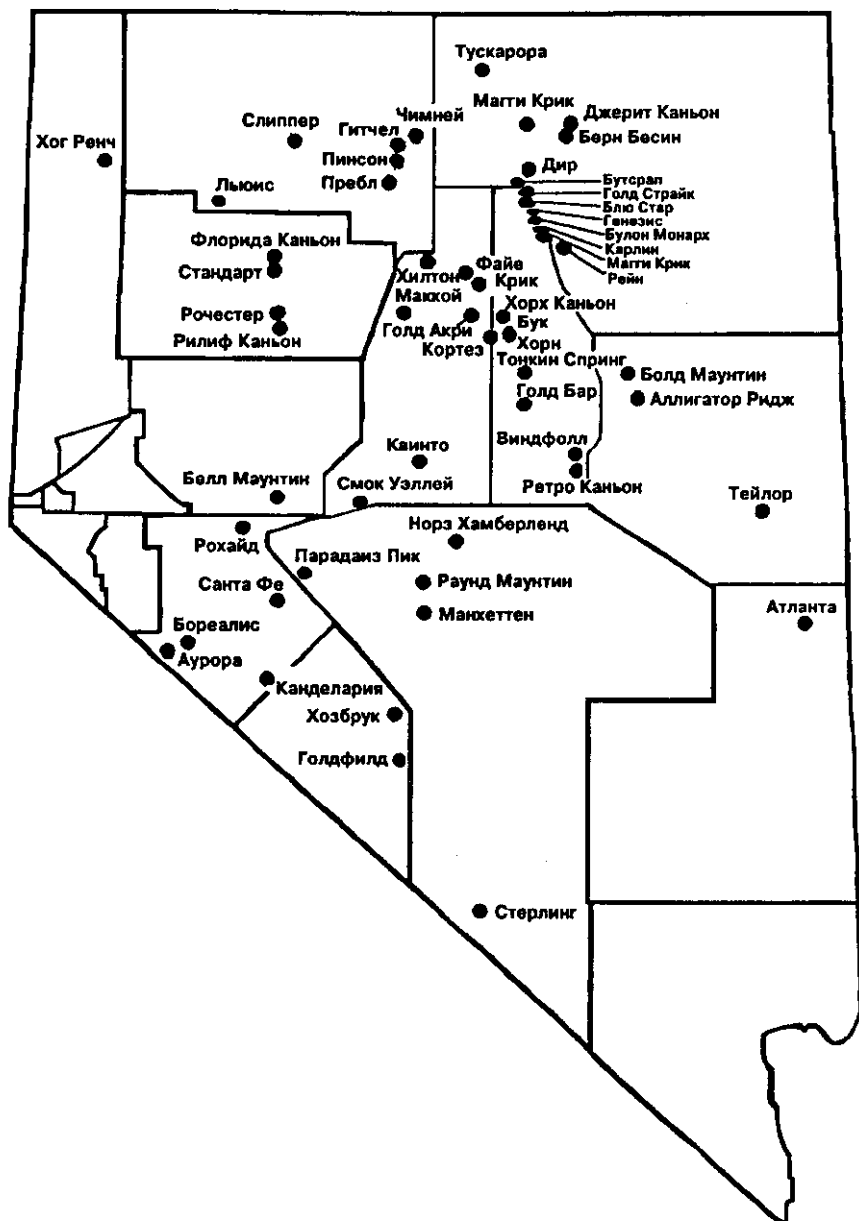 Тускарора
Магги Крик
Джерит Каньон
Чимней
Слиппер
Гитчел
Берн Бесин
Хог Ренч
Пинсон
Дир
Пребл
Льюис
Бутсрап
Голд Страйк
Блю Стар
Генезис
Булон Монарх
Карлин
Магги Крик
Рейн
Флорида Каньон
Стандарт
Хилтон
Файе
Крик
Маккой
Хорх Каньон
Рочестер
Голд Акри
Бук
Рилиф Каньон
Кортез
Хорн
Тонкин Спринг
Болд Маунтин
Голд Бар
Аллигатор Ридж
Виндфолл
Квинто
Белл Маунтин
Смок Уэллей
Ретро Каньон
Тейлор
Рохайд
Норз Хамберленд
Парадаиз Пик
Санта Фе
Раунд Маунтин
Атланта
Бореалис
Манхеттен
Аурора
Канделария
Хозбрук
Голдфилд
Стерлинг